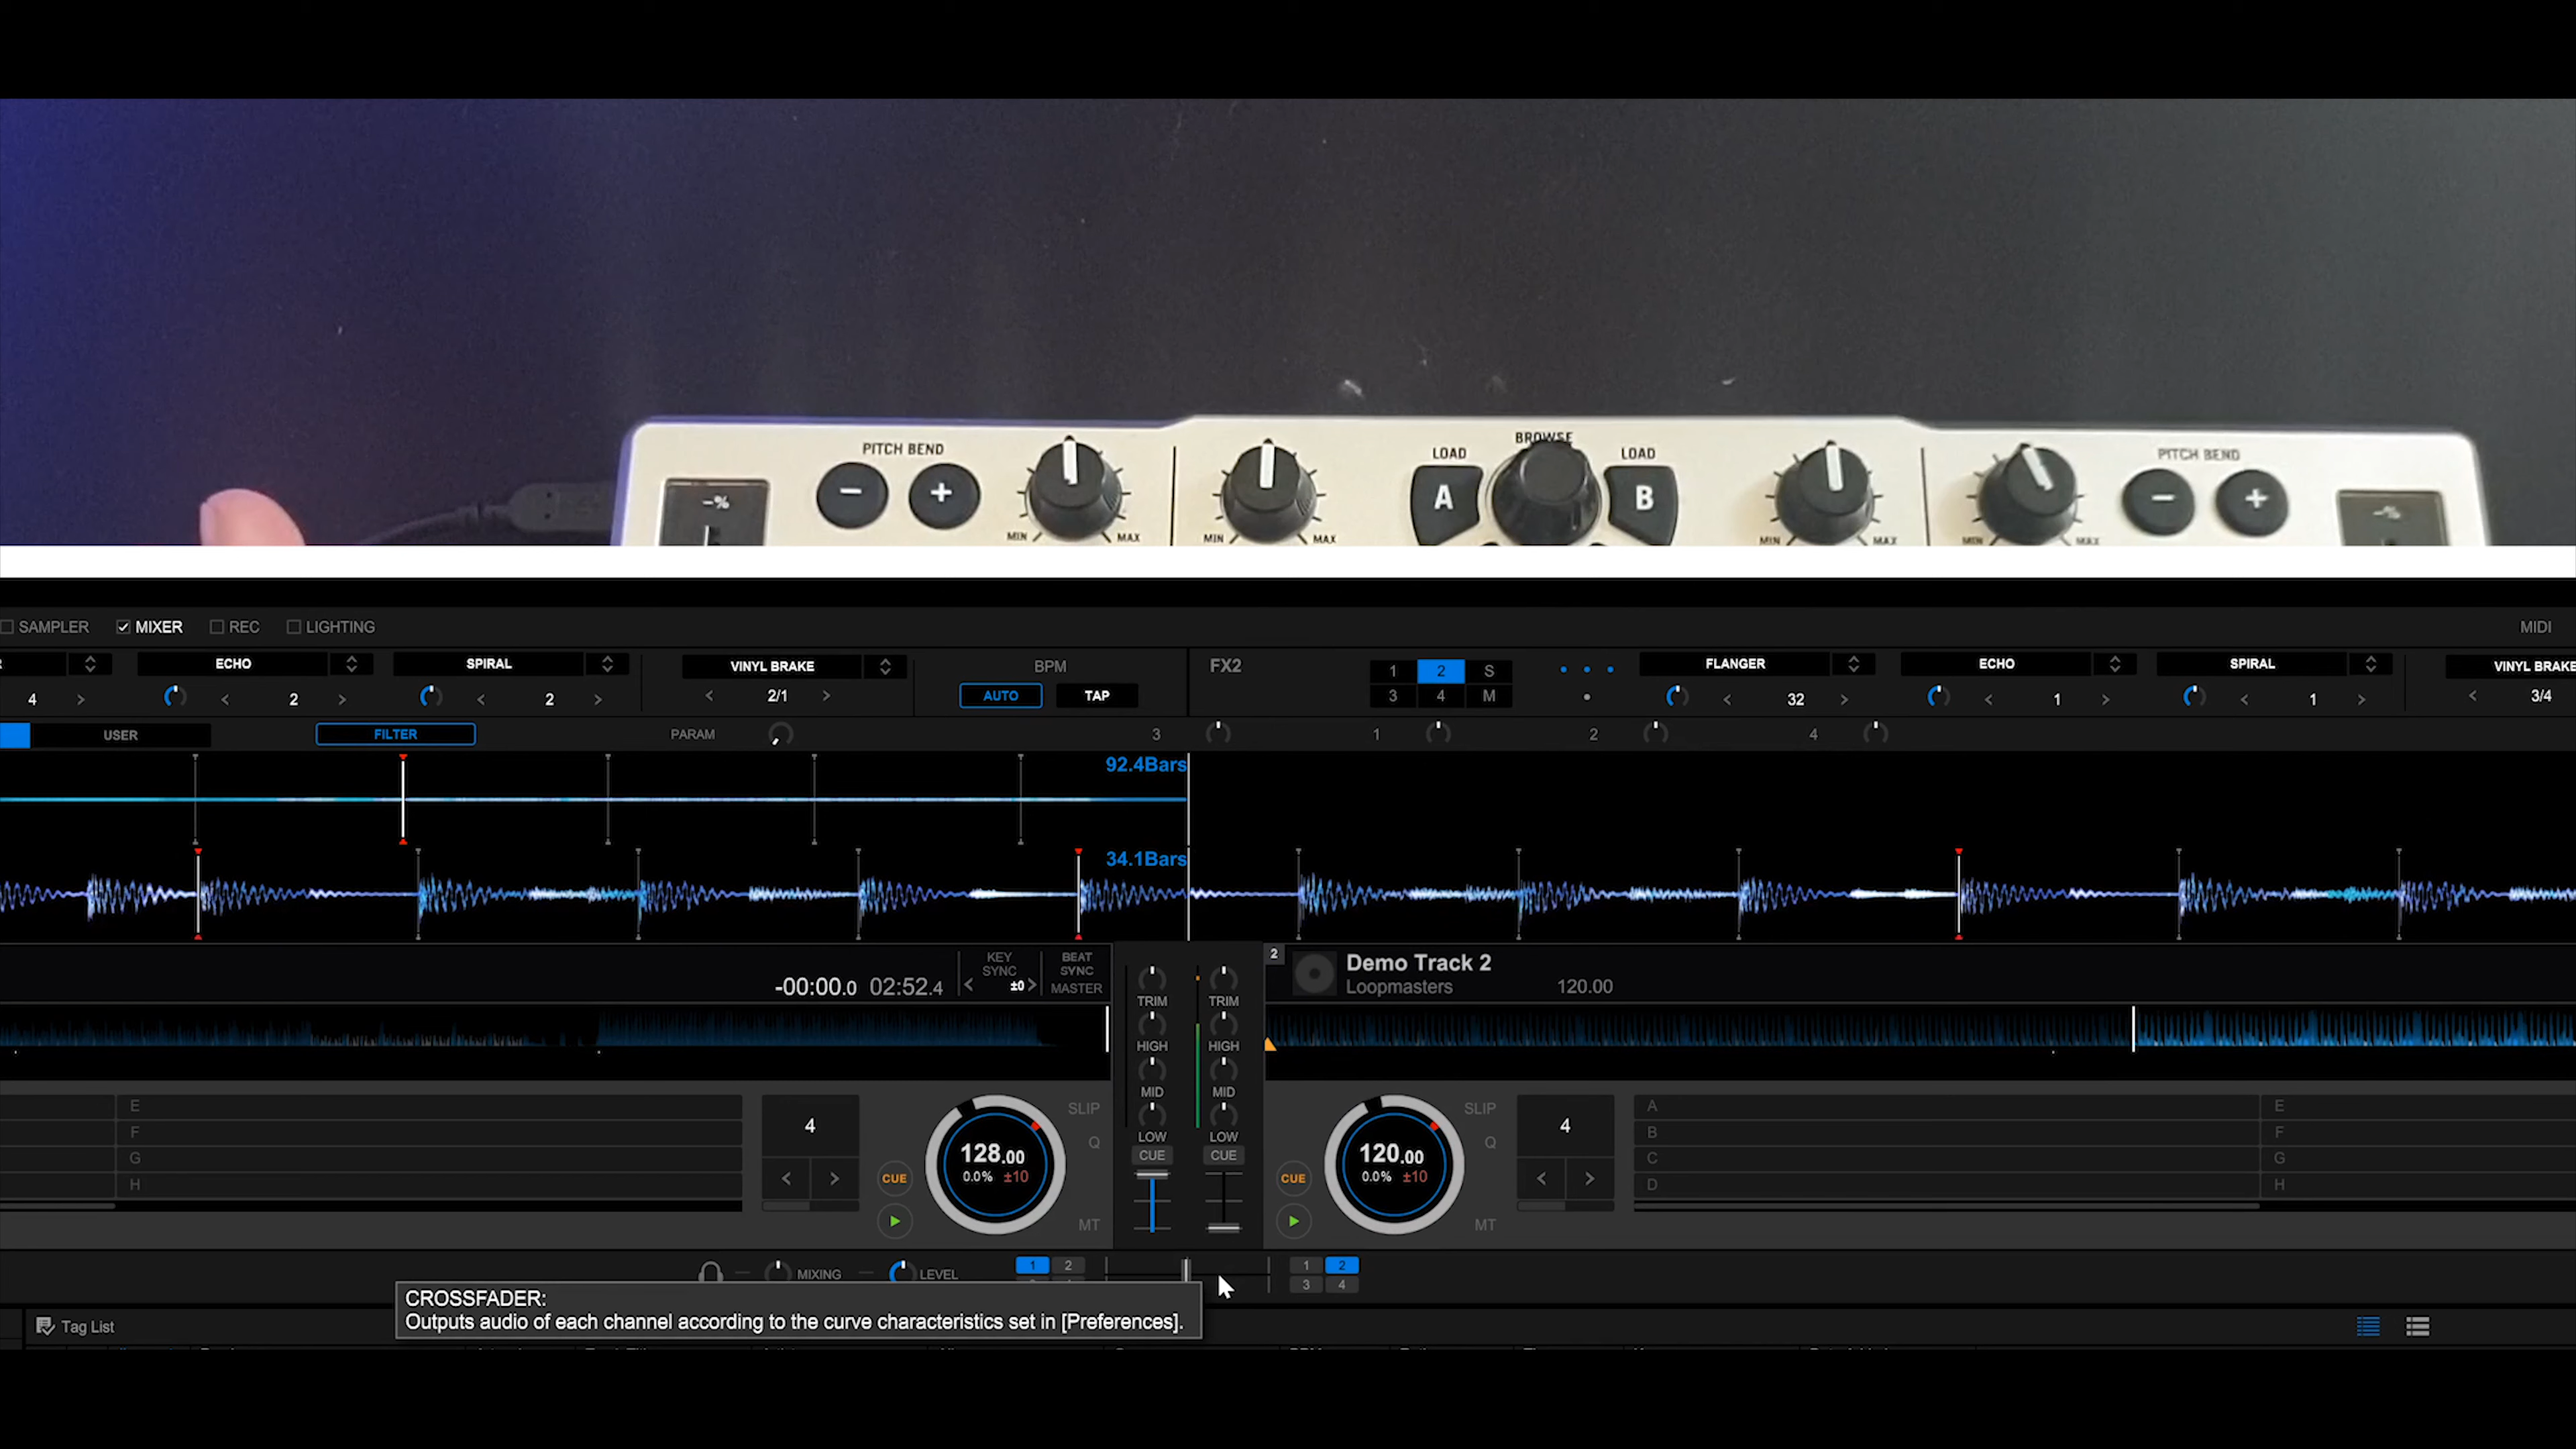 BROWSE
PITCH BEND LOAD LOAD PITCH BEND
-% − + A B − + -%
MIN MAX MIN MAX MIN MAX MIN MAX
SAMPLER MIXER REC LIGHTING MIDI
ECHO SPIRAL VINYL BRAKE BPM FX2 1 2 S FLANGER ECHO SPIRAL VINYL BRAKE
4 2 2 2/1 AUTO TAP 3 4 M 32 1 1 3/4
USER FILTER PARAM 3 1 2 4
92.4Bars
34.1Bars
KEY SYNC ±0
BEAT SYNC
MASTER
-00:00.0 02:52.4
2 Demo Track 2
Loopmasters 120.00
TRIM TRIM
HIGH HIGH
MID MID
LOW LOW
CUE CUE
E
F
G
H
4
CUE
128.00
0.0% ±10
SLIP
Q
MT
CUE
120.00
0.0% ±10
SLIP
Q
MT
4
A E
B F
C G
D H
MIXING LEVEL 1 2 1 2
3 4
CROSSFADER:
Outputs audio of each channel according to the curve characteristics set in [Preferences].
Tag List